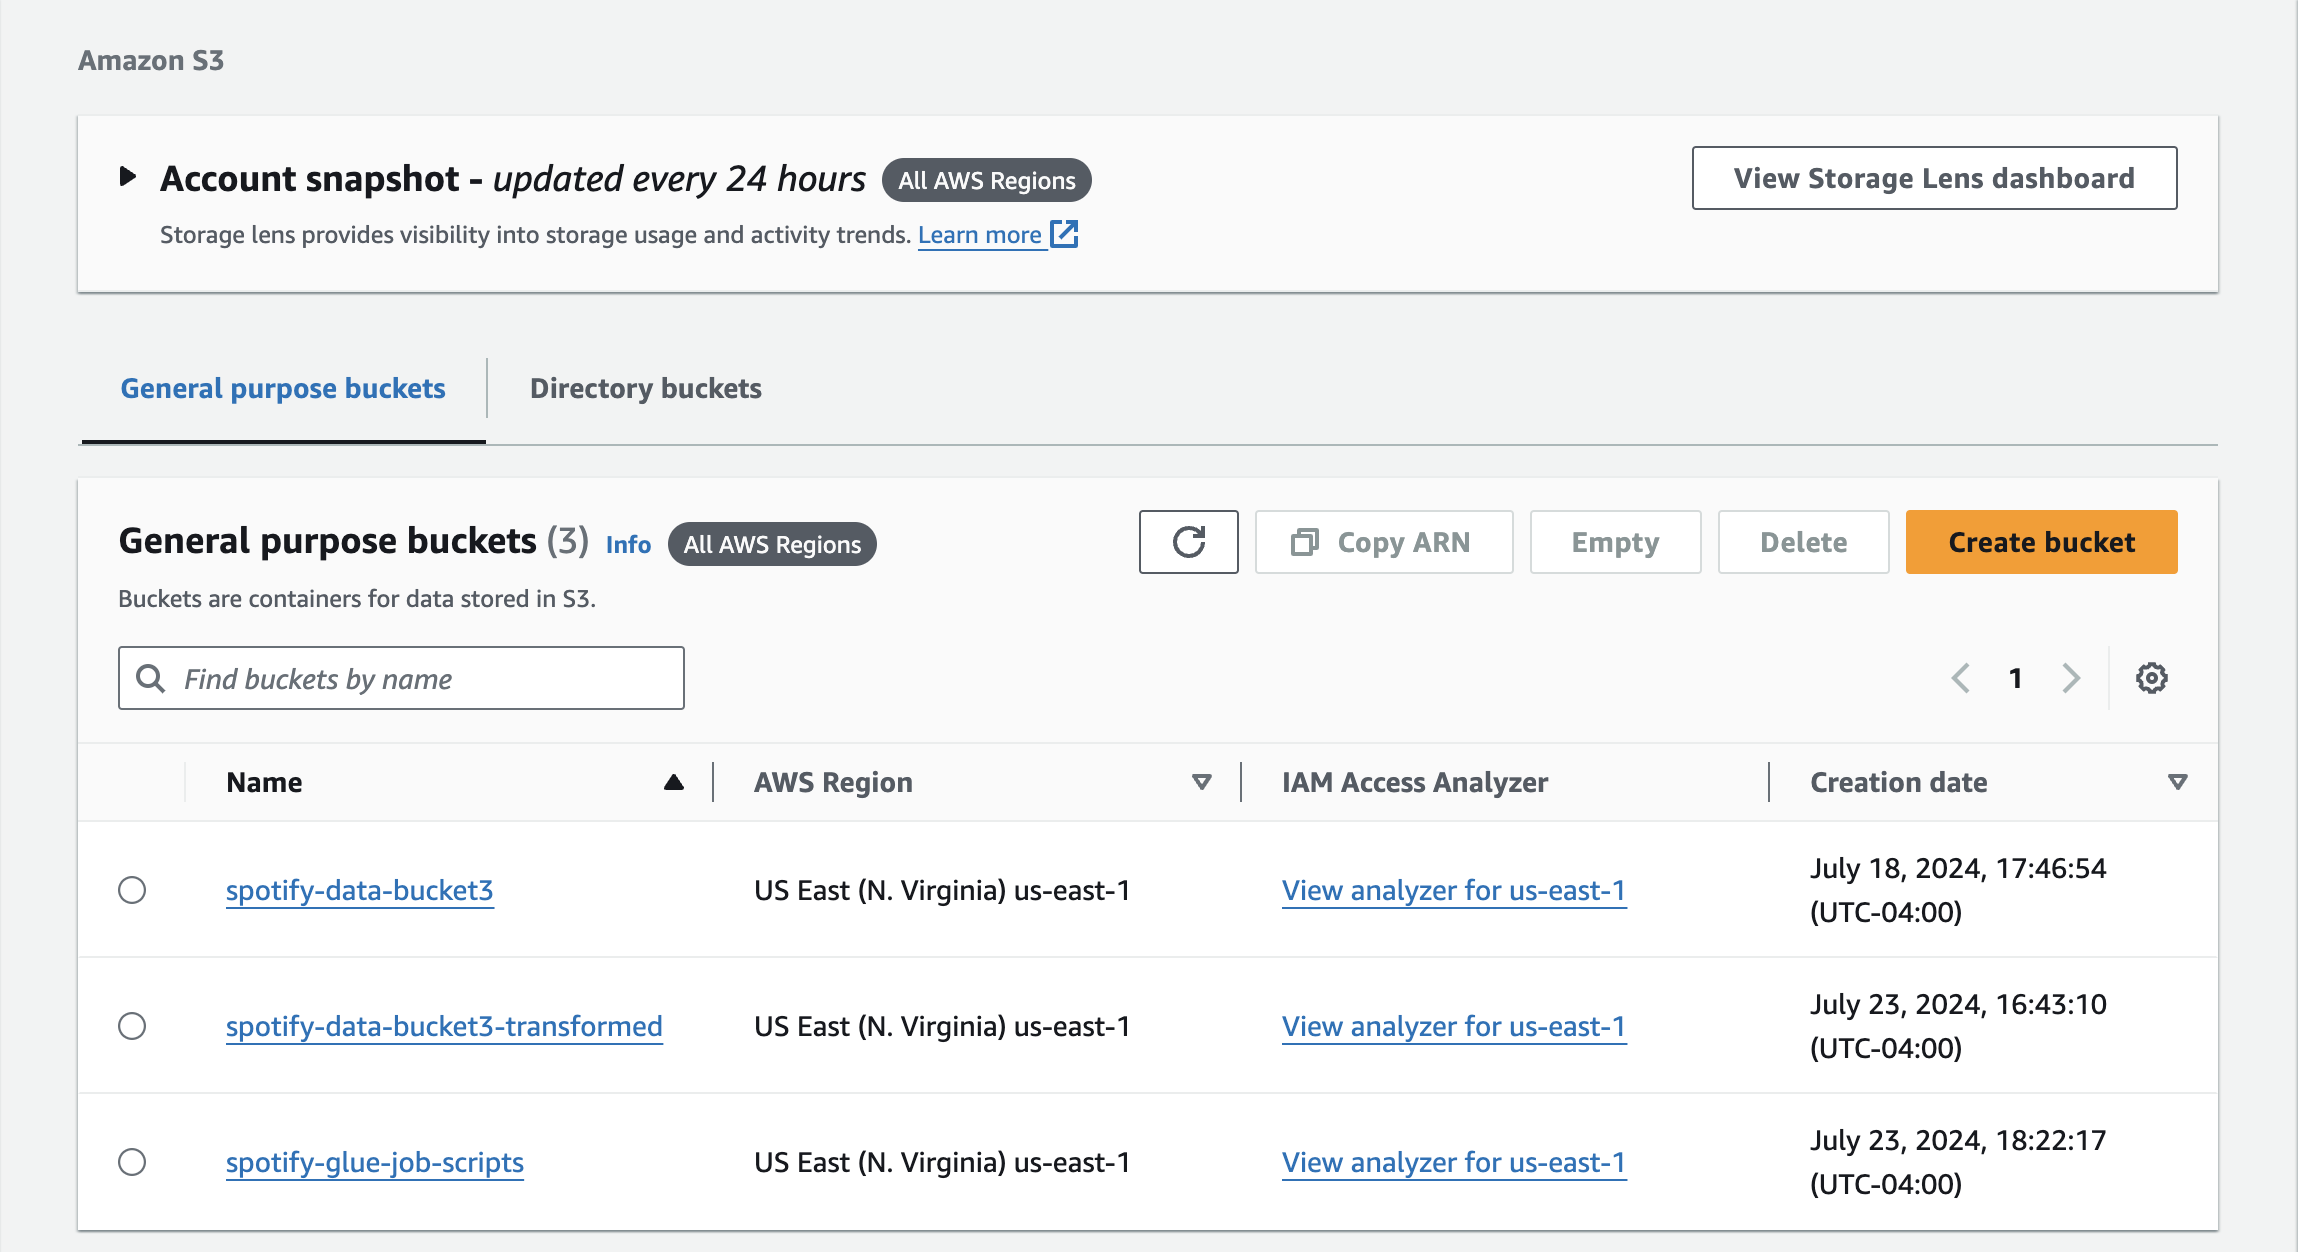 Amazon S3
Account snapshot - updated every 24 hours All AWS Regions
View Storage Lens dashboard
Storage lens provides visibility into storage usage and activity trends. Learn more
General purpose buckets
Directory buckets
General purpose buckets (3) Info All AWS Regions
Copy ARN
Empty
Delete
Create bucket
Buckets are containers for data stored in S3.
Find buckets by name
1
Name AWS Region IAM Access Analyzer Creation date
spotify-data-bucket3 US East (N. Virginia) us-east-1 View analyzer for us-east-1 July 18, 2024, 17:46:54
(UTC-04:00)
spotify-data-bucket3-transformed US East (N. Virginia) us-east-1 View analyzer for us-east-1 July 23, 2024, 16:43:10
(UTC-04:00)
spotify-glue-job-scripts US East (N. Virginia) us-east-1 View analyzer for us-east-1 July 23, 2024, 18:22:17
(UTC-04:00)